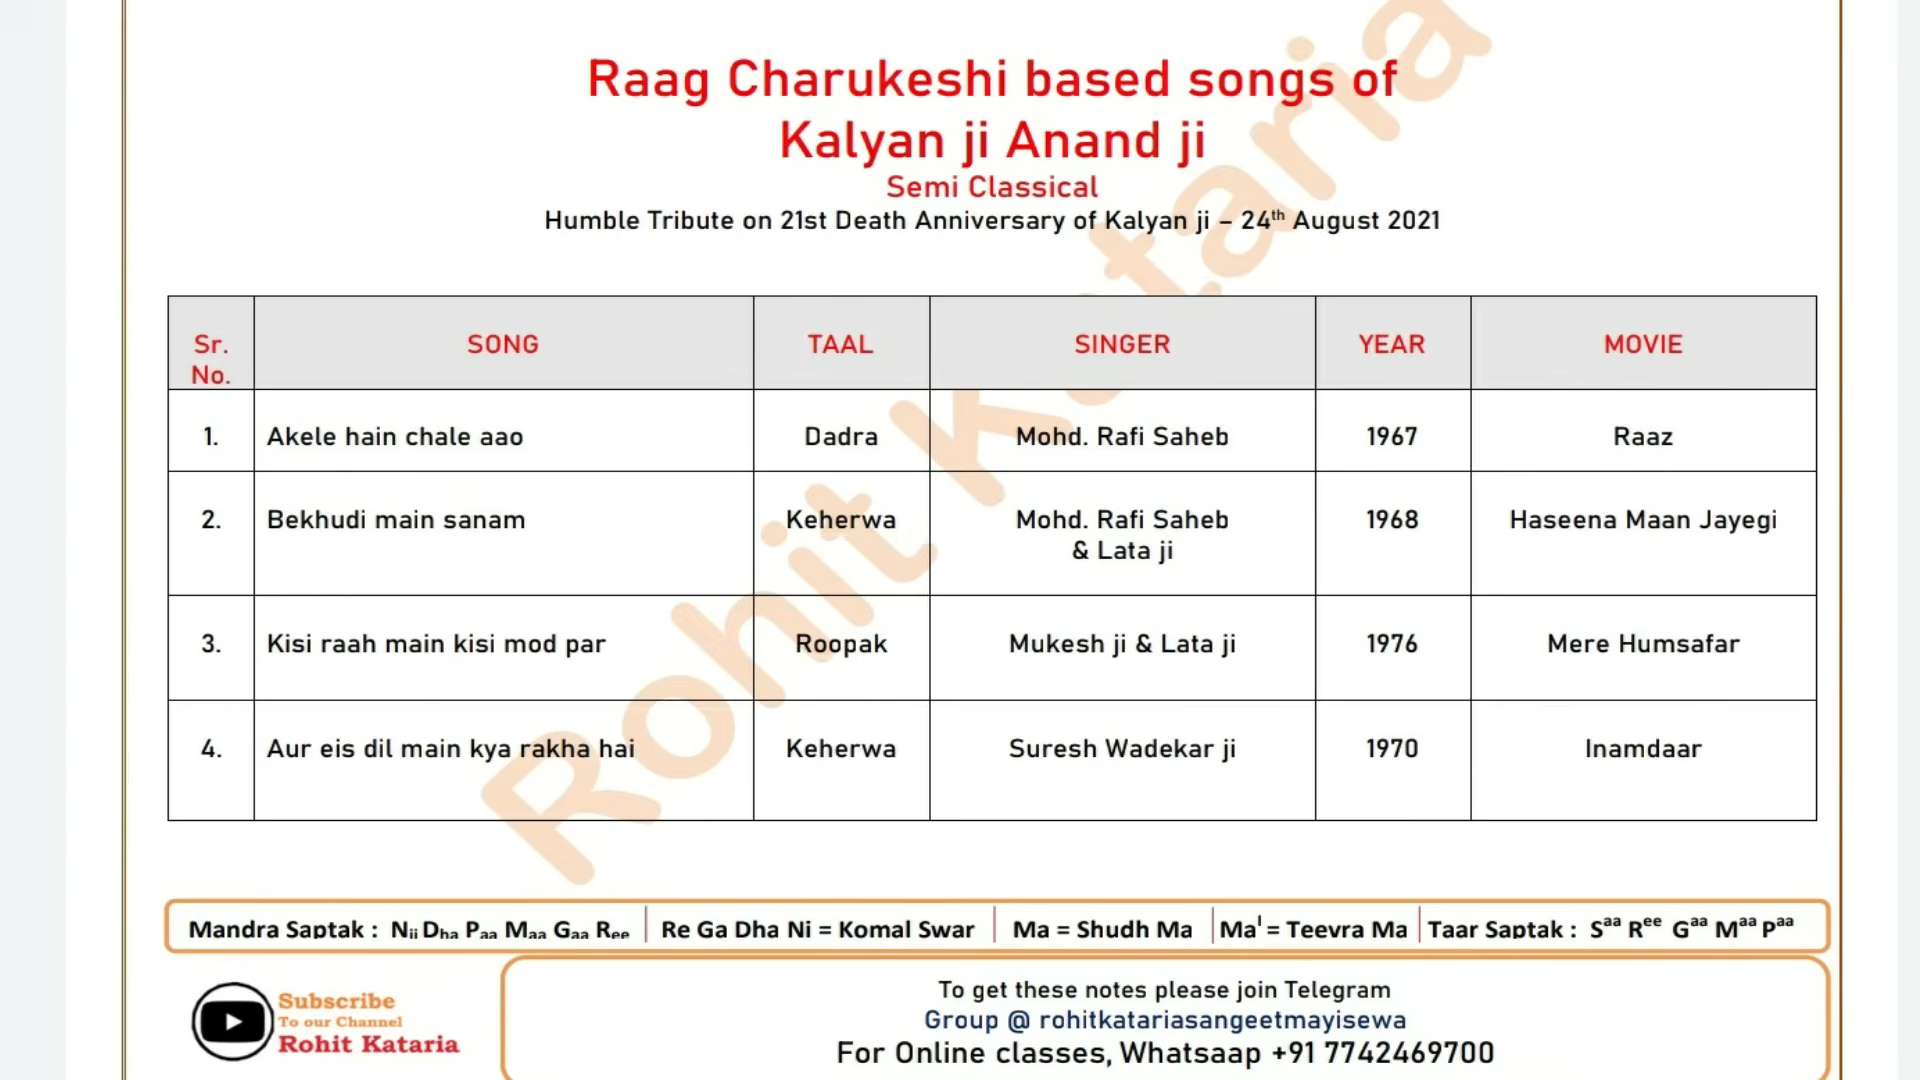 Raag Charukeshi based songs of
Kalyan ji Anand ji
Semi Classical
Humble Tribute on 21st Death Anniversary of Kalyan ji – 24th August 2021
Sr. No. SONG TAAL SINGER YEAR MOVIE
1. Akele hain chale aao Dadra Mohd. Rafi Saheb 1967 Raaz
2. Bekhudi main sanam Keherwa Mohd. Rafi Saheb & Lata ji 1968 Haseena Maan Jayegi
3. Kisi raah main kisi mod par Roopak Mukesh ji & Lata ji 1976 Mere Humsafar
4. Aur eis dil main kya rakha hai Keherwa Suresh Wadekar ji 1970 Inamdaar
Rohit Kataria
Mandra Saptak : Nii Dha Paa Maa Gaa Ree | Re Ga Dha Ni = Komal Swar | Ma = Shudh Ma | Ma' = Teevra Ma | Taar Saptak : Saa Ree Gaa Maa Paa
Subscribe
To our Channel
Rohit Kataria
To get these notes please join Telegram
Group @ rohitkatariasangeetmayisewa
For Online classes, Whatsaap +91 7742469700